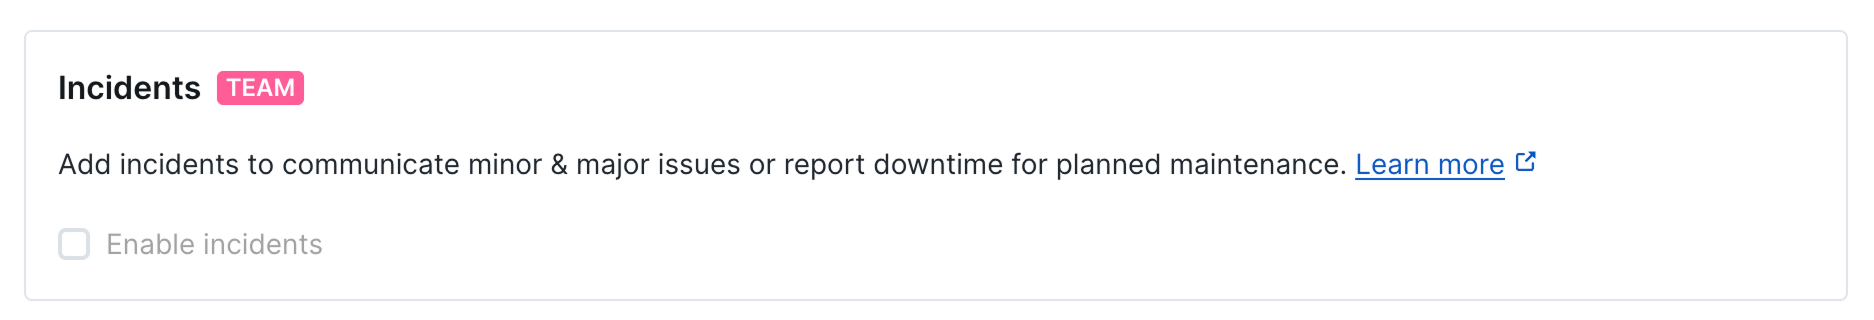 Incidents TEAM
Add incidents to communicate minor & major issues or report downtime for planned maintenance. Learn more
Enable incidents